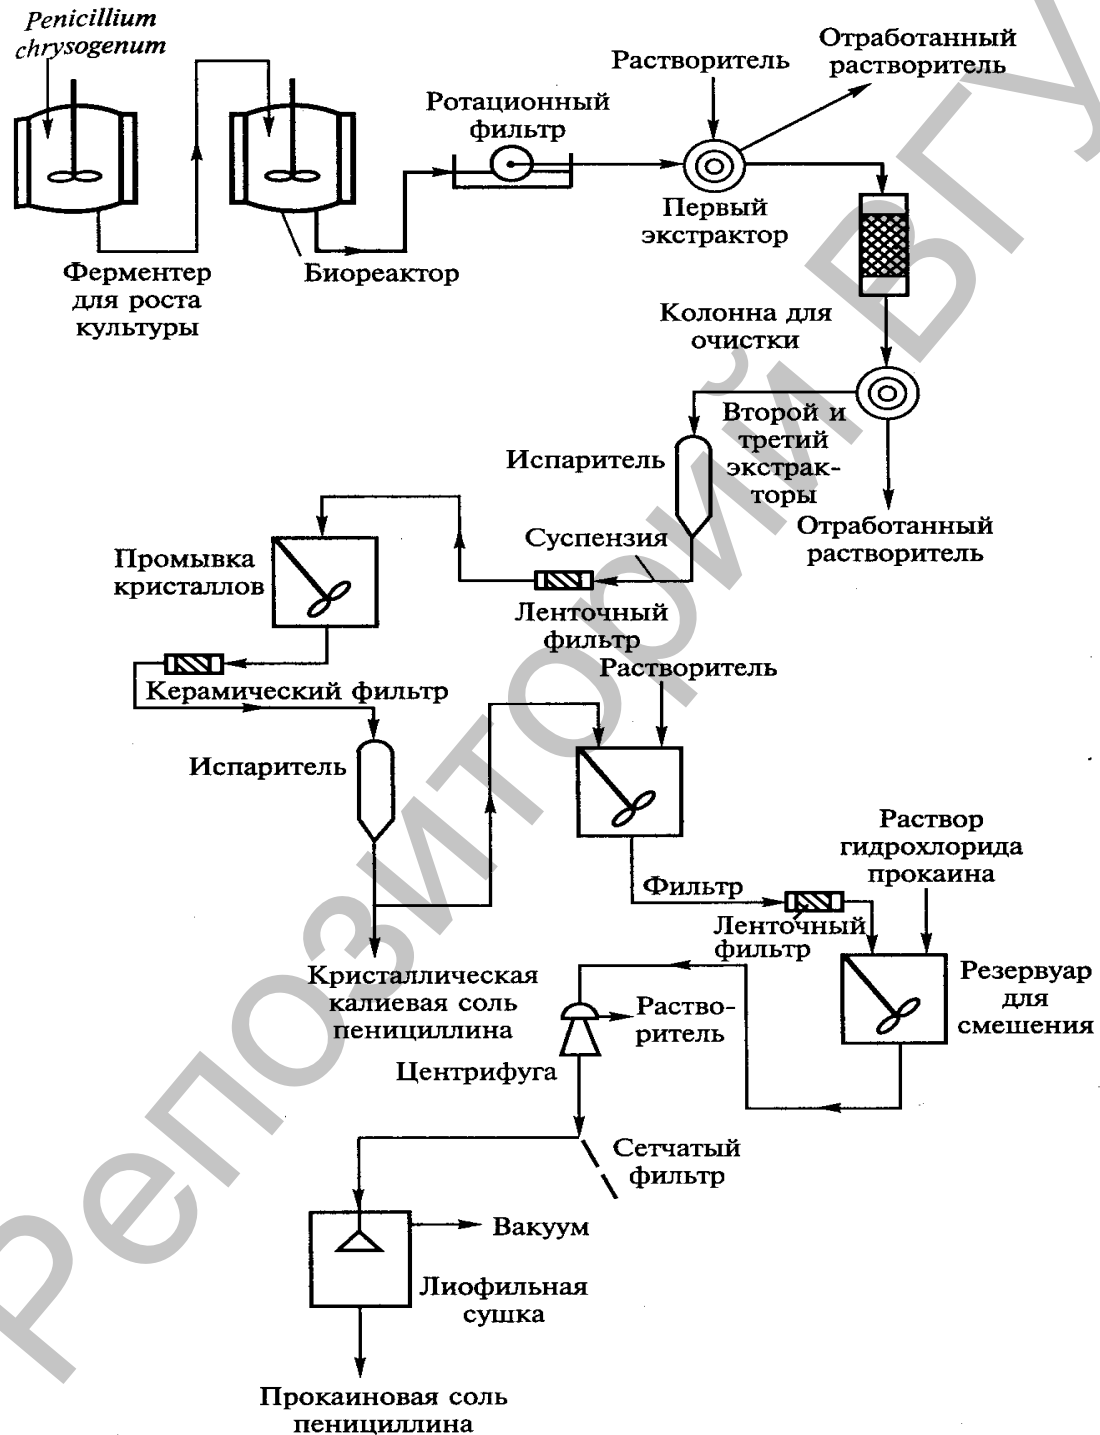 Penicillium
chrysogenum
Ферментер
для роста
культуры
Биореактор
Ротационный
фильтр
Растворитель
Отработанный
растворитель
Первый
экстрактор
Колонна для
очистки
Второй и
третий
экстрак-
торы
Отработанный
растворитель
Испаритель
Суспензия
Ленточный
фильтр
Промывка
кристаллов
Керамический фильтр
Испаритель
Растворитель
Кристаллическая
калиевая соль
пенициллина
Фильтр
Ленточный
фильтр
Раствор
гидрохлорида
прокаина
Резервуар
для
смешения
Раство-
ритель
Центрифуга
Сетчатый
фильтр
Вакуум
Лиофильная
сушка
Прокаиновая соль
пенициллина
Репозиторий ВГУ